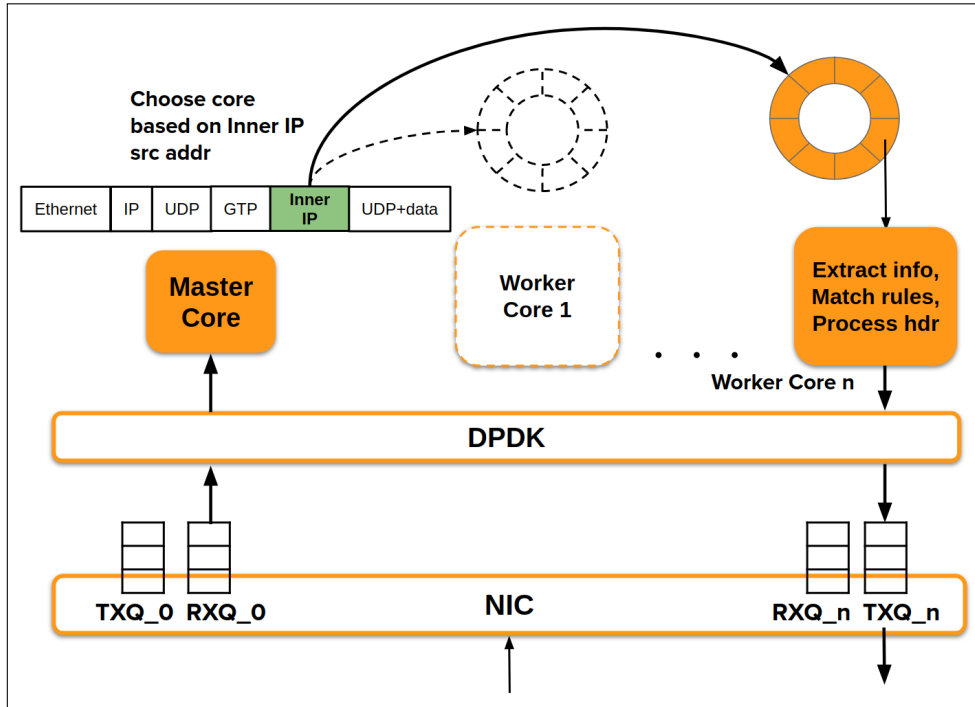 Choose core
based on Inner IP
src addr
Ethernet IP UDP GTP Inner IP UDP+data
Master
Core
Worker
Core 1
Extract info,
Match rules,
Process hdr
. . .
Worker Core n
DPDK
TXQ_0 RXQ_0 NIC RXQ_n TXQ_n